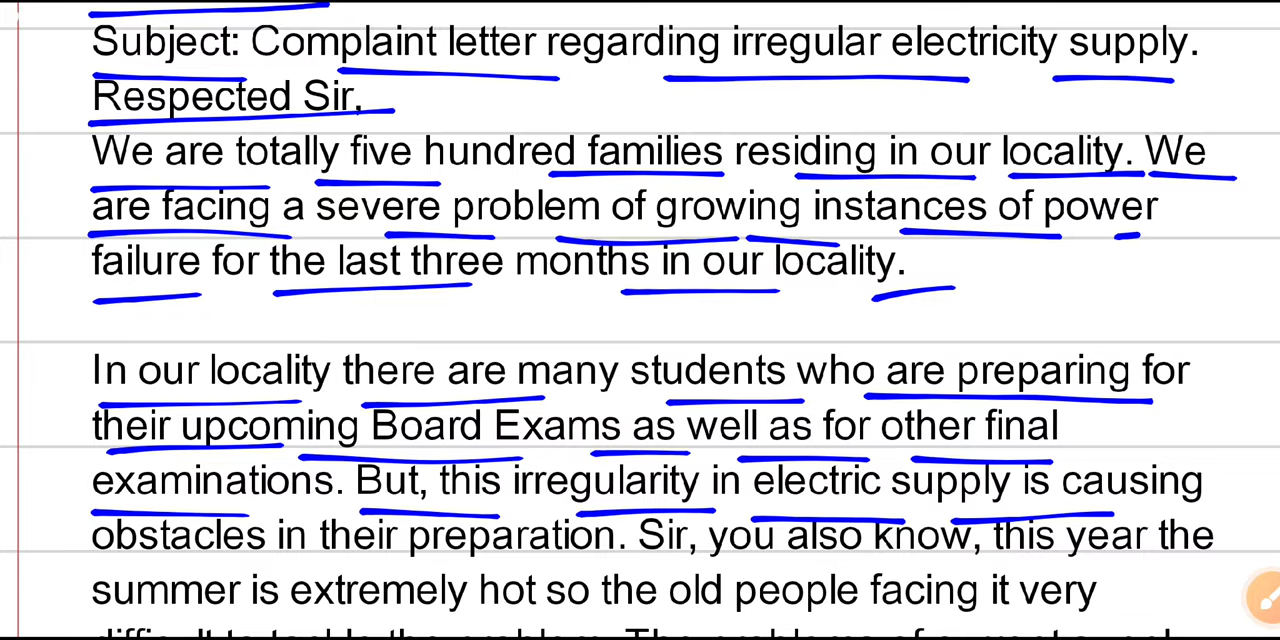 Subject: Complaint letter regarding irregular electricity supply.
Respected Sir,
We are totally five hundred families residing in our locality. We
are facing a severe problem of growing instances of power
failure for the last three months in our locality.
In our locality there are many students who are preparing for
their upcoming Board Exams as well as for other final
examinations. But, this irregularity in electric supply is causing
obstacles in their preparation. Sir, you also know, this year the
summer is extremely hot so the old people facing it very